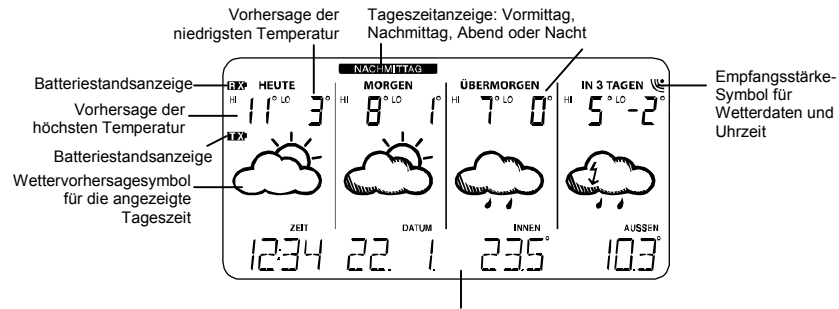 Vorhersage der
niedrigsten Temperatur
Tageszeitanzeige: Vormittag,
Nachmittag, Abend oder Nacht
NACHMITTAG
Batteriestandsanzeige
RX HEUTE MORGEN ÜBERMORGEN IN 3 TAGEN
Empfangsstärke-
Symbol für
Wetterdaten und
Uhrzeit
HI 11° LO 3° HI 8° LO 1° HI 7° LO 0° HI 5° LO -2°
Vorhersage der
höchsten Temperatur
TX
Batteriestandsanzeige
Wettervorhersagesymbol
für die angezeigte
Tageszeit
ZEIT DATUM INNEN AUSSEN
12:34 22. 1. 23.5° 10.3°